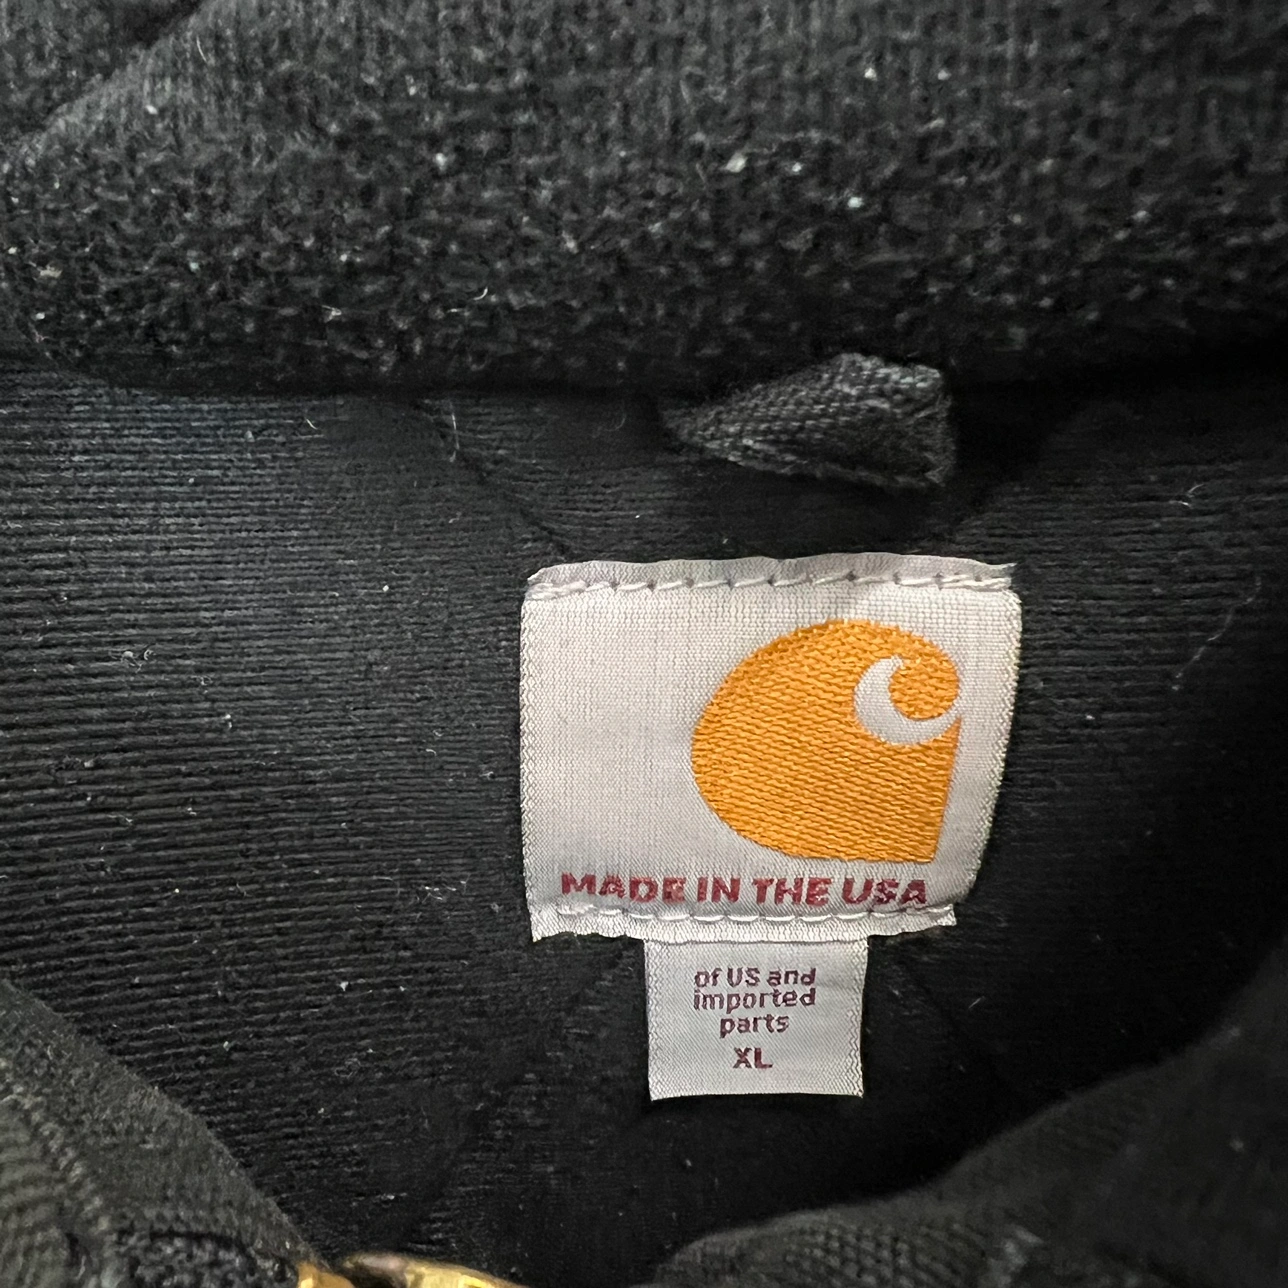 MADE IN THE USA
of US and
imported
parts
XL